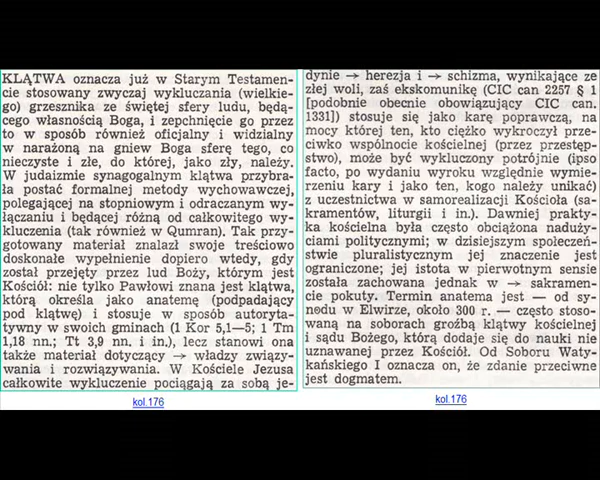 KLĄTWA oznacza już w Starym Testamen-
cie stosowany zwyczaj wykluczania (wielkie-
go) grzesznika ze świętej sfery ludu, będą-
cego własnością Boga, i zepchnięcie go przez
to w sposób również oficjalny i widzialny
w narażoną na gniew Boga sferę tego, co
nieczyste i złe, do której, jako zły, należy.
W judaizmie synagogalnym klątwa przybra-
ła postać formalnej metody wychowawczej,
polegającej na stopniowym i odraczanym wy-
łączaniu i będącej różną od całkowitego wy-
kluczenia (tak również w Qumran). Tak przy-
gotowany materiał znalazł swoje treściowo
doskonałe wypełnienie dopiero wtedy, gdy
został przejęty przez lud Boży, którym jest
Kościół: nie tylko Pawłowi znana jest klątwa,
którą określa jako anatemę (podpadający
pod klątwę) i stosuje w sposób autoryta-
tywny w swoich gminach (1 Kor 5,1—5; 1 Tm
1,18 nn.; Tt 3,9 nn. i in.), lecz stanowi ona
także materiał dotyczący → władzy związy-
wania i rozwiązywania. W Kościele Jezusa
całkowite wykluczenie pociągają za sobą je-
kol.176
dynie → herezja i → schizma, wynikające ze
złej woli, zaś ekskomunikę (CIC can 2257 § 1
[podobnie obecnie obowiązujący CIC can.
1331]) stosuje się jako karę poprawczą, na
mocy której ten, kto ciężko wykroczył prze-
ciwko wspólnocie kościelnej (przez przestęp-
stwo), może być wykluczony potrójnie (ipso
facto, po wydaniu wyroku względnie wymie-
rzeniu kary i jako ten, kogo należy unikać)
z uczestnictwa w samorealizacji Kościoła (sa-
kramentów, liturgii i in.). Dawniej prakty-
ka kościelna była często obciążona naduży-
ciami politycznymi; w dzisiejszym społeczeń-
stwie pluralistycznym jej znaczenie jest
ograniczone; jej istota w pierwotnym sensie
została zachowana jednak w → sakramen-
cie pokuty. Termin anatema jest — od sy-
nodu w Elwirze, około 300 r. — często stoso-
waną na soborach groźbą klątwy kościelnej
i sądu Bożego, którą dodaje się do nauki nie
uznawanej przez Kościół. Od Soboru Waty-
kańskiego I oznacza on, że zdanie przeciwne
jest dogmatem.
kol.176